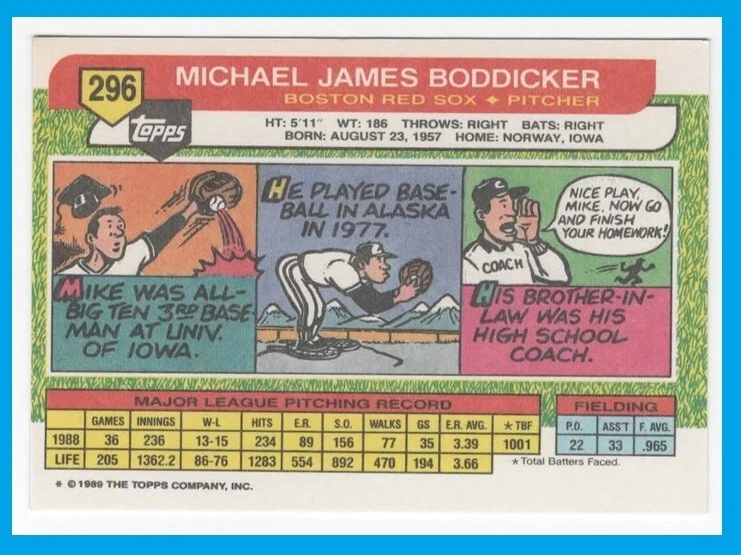 296
MICHAEL JAMES BODDICKER
BOSTON RED SOX ✦ PITCHER
Topps
HT: 5'11" WT: 186 THROWS: RIGHT BATS: RIGHT
BORN: AUGUST 23, 1957 HOME: NORWAY, IOWA
MIKE WAS ALL-
BIG TEN 3RD BASE-
MAN AT UNIV.
OF IOWA.
HE PLAYED BASE-
BALL IN ALASKA
IN 1977.
NICE PLAY,
MIKE. NOW GO
AND FINISH
YOUR HOMEWORK!
COACH
HIS BROTHER-IN-
LAW WAS HIS
HIGH SCHOOL
COACH.
MAJOR LEAGUE PITCHING RECORD
GAMES INNINGS W-L HITS E.R. S.O. WALKS GS E.R. AVG. ★TBF
1988 36 236 13-15 234 89 156 77 35 3.39 1001
LIFE 205 1362.2 86-76 1283 554 892 470 194 3.66
★Total Batters Faced.
FIELDING
P.O. ASS'T F. AVG.
22 33 .965
* © 1989 THE TOPPS COMPANY, INC.